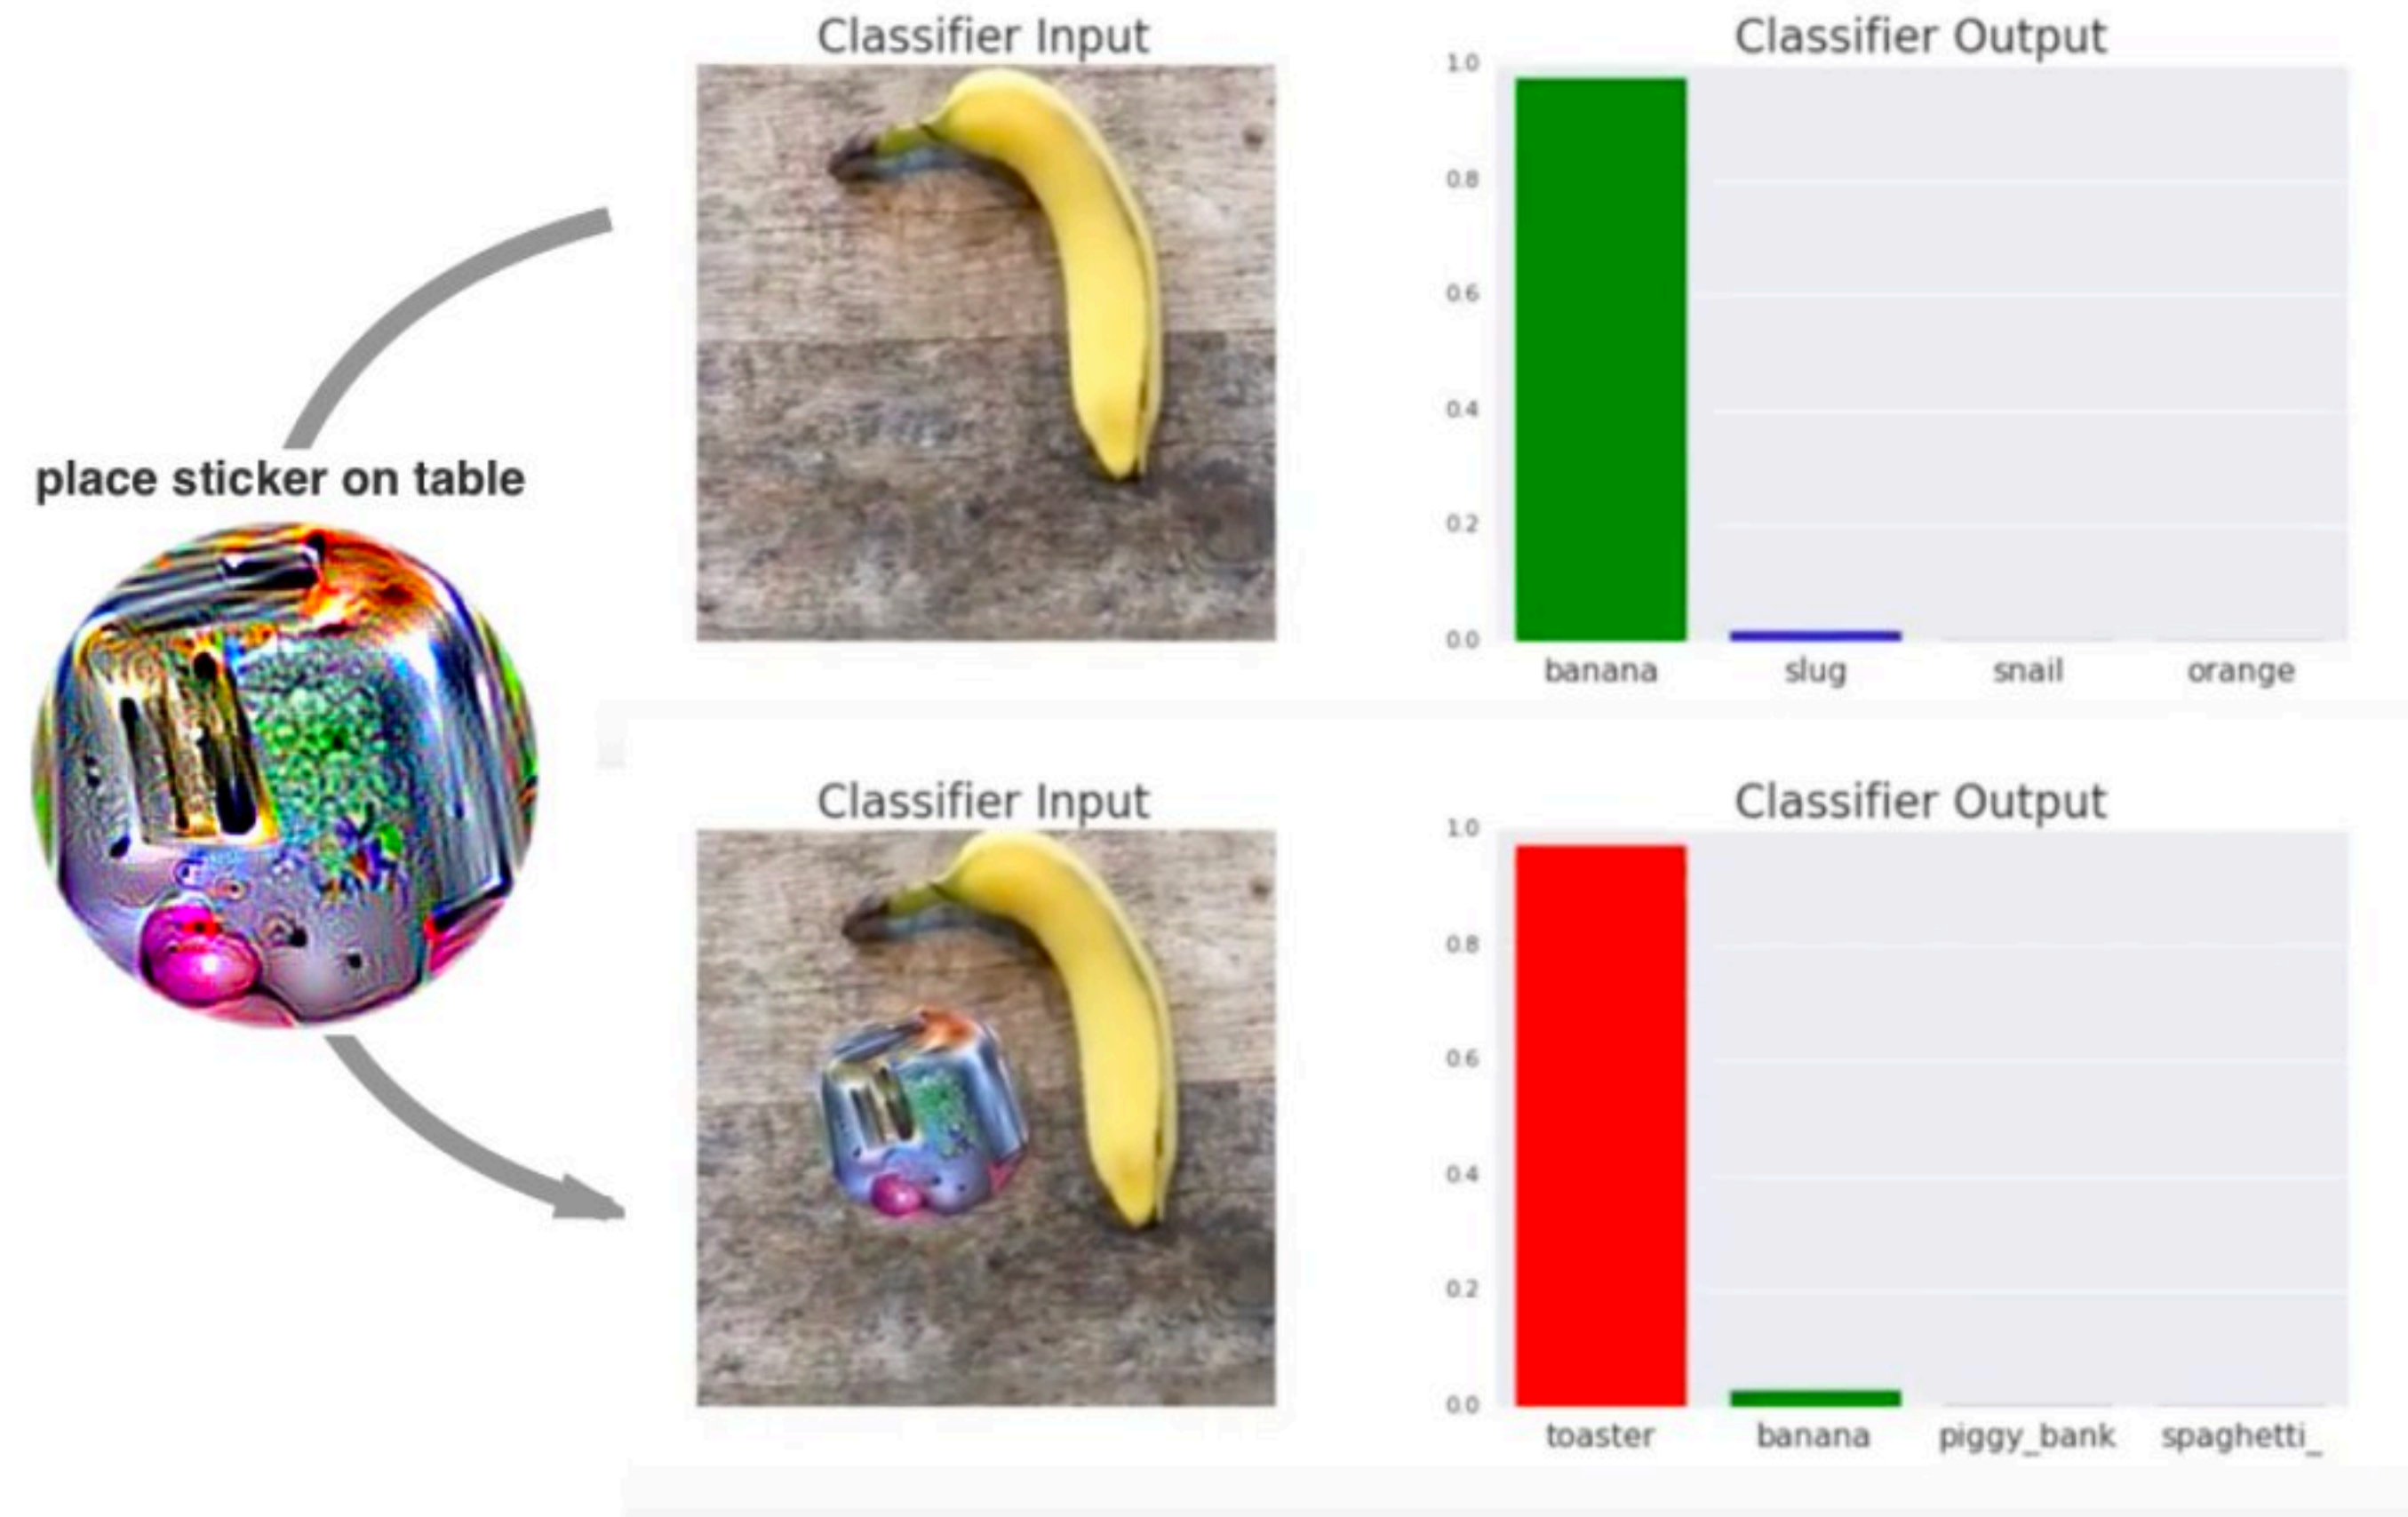 Classifier Input
Classifier Output
1.0
0.8
0.6
0.4
0.2
0.0
banana slug snail orange
place sticker on table
Classifier Input
Classifier Output
1.0
0.8
0.6
0.4
0.2
0.0
toaster banana piggy_bank spaghetti_